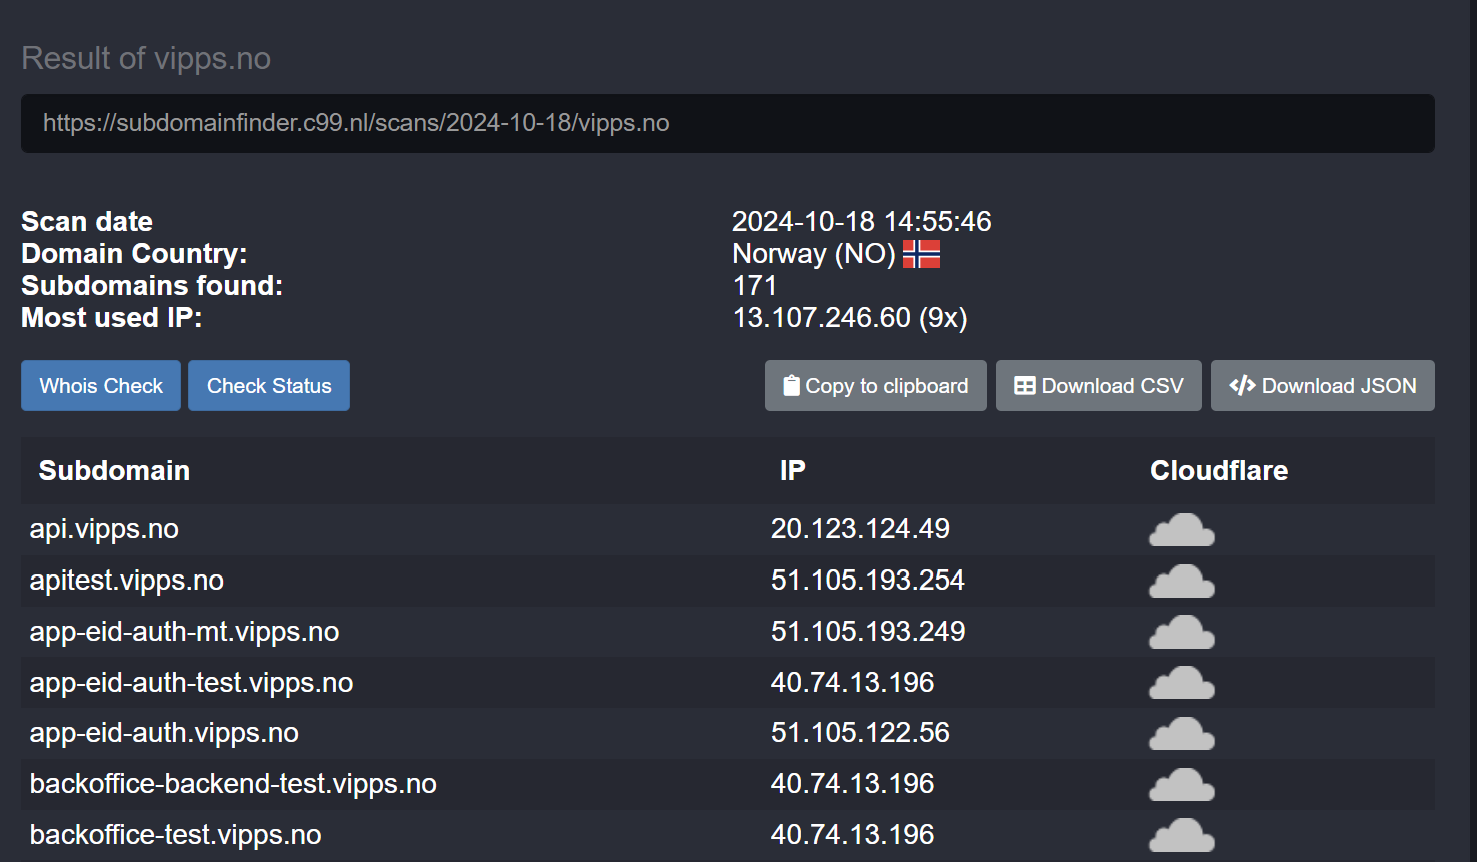 Result of vipps.no
https://subdomainfinder.c99.nl/scans/2024-10-18/vipps.no
Scan date 2024-10-18 14:55:46
Domain Country: Norway (NO)
Subdomains found: 171
Most used IP: 13.107.246.60 (9x)
Whois Check Check Status Copy to clipboard Download CSV Download JSON
Subdomain IP Cloudflare
api.vipps.no 20.123.124.49
apitest.vipps.no 51.105.193.254
app-eid-auth-mt.vipps.no 51.105.193.249
app-eid-auth-test.vipps.no 40.74.13.196
app-eid-auth.vipps.no 51.105.122.56
backoffice-backend-test.vipps.no 40.74.13.196
backoffice-test.vipps.no 40.74.13.196